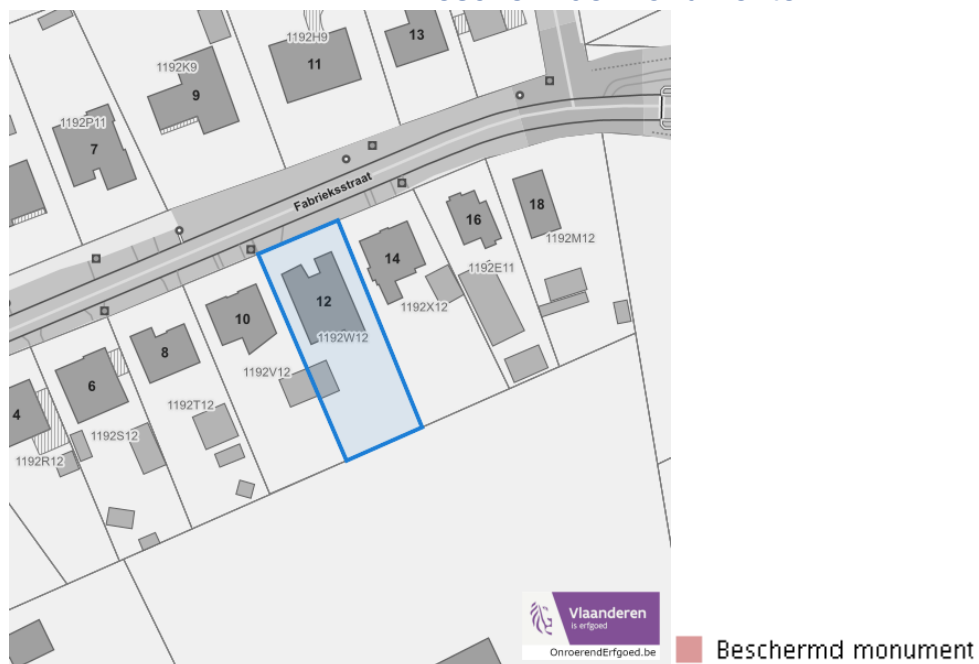 1192H9
13
1192K9
11
9
1192P11
7
Fabrieksstraat
18
16
1192M12
14
1192E11
12
1192X12
10
1192W12
8
1192V12
6
1192T12
4
1192S12
1192R12
Vlaanderen
is erfgoed
OnroerendErfgoed.be
Beschermd monument